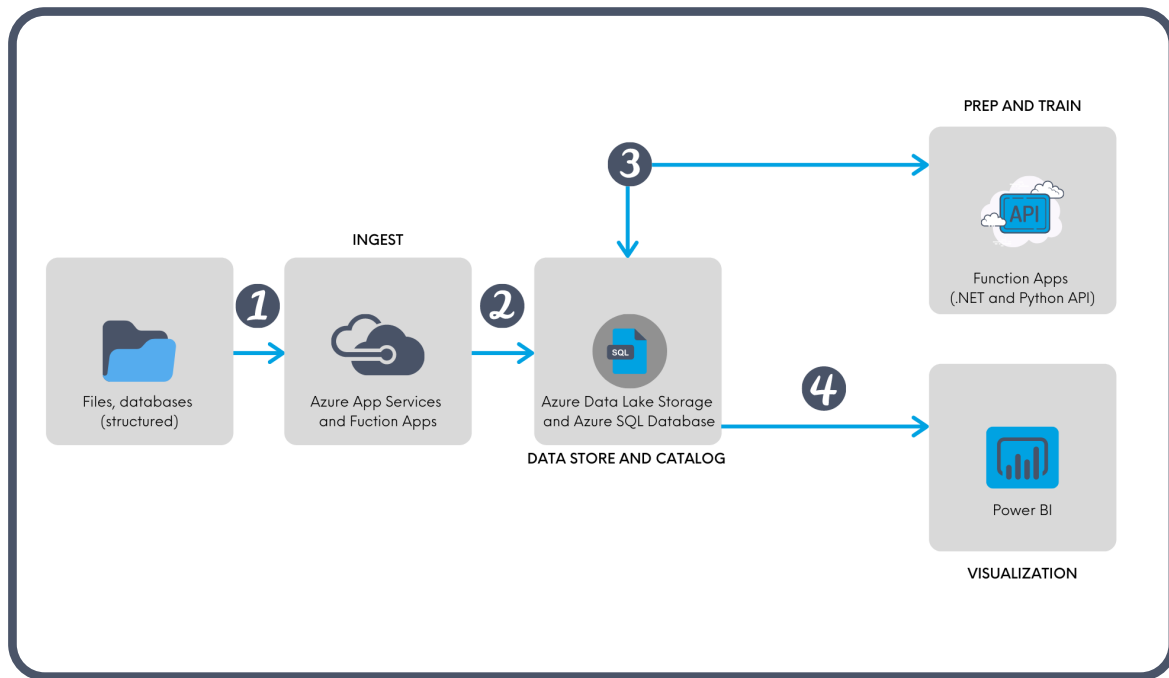 PREP AND TRAIN
3
API
Function Apps
(.NET and Python API)
INGEST
1
2
Files, databases
(structured)
Azure App Services
and Fuction Apps
SQL
Azure Data Lake Storage
and Azure SQL Database
DATA STORE AND CATALOG
4
Power BI
VISUALIZATION